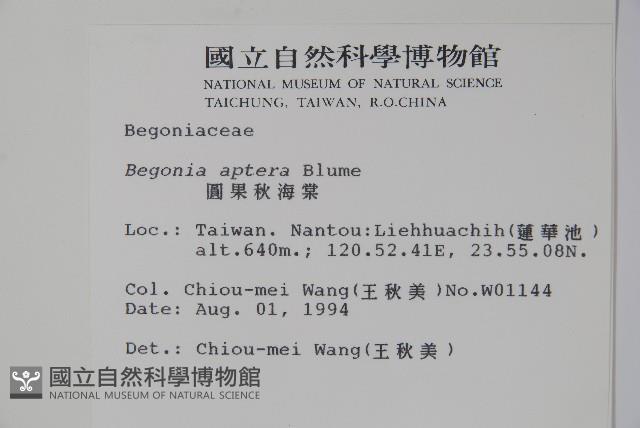 國立自然科學博物館
NATIONAL MUSEUM OF NATURAL SCIENCE
TAICHUNG, TAIWAN, R.O.CHINA
Begoniaceae
Begonia aptera Blume
圓果秋海棠
Loc.: Taiwan. Nantou:Liehhuachih(蓮華池)
alt.640m.; 120.52.41E, 23.55.08N.
Col. Chiou-mei Wang(王秋美)No.W01144
Date: Aug. 01, 1994
Det.: Chiou-mei Wang(王秋美)
國立自然科學博物館
NATIONAL MUSEUM OF NATURAL SCIENCE